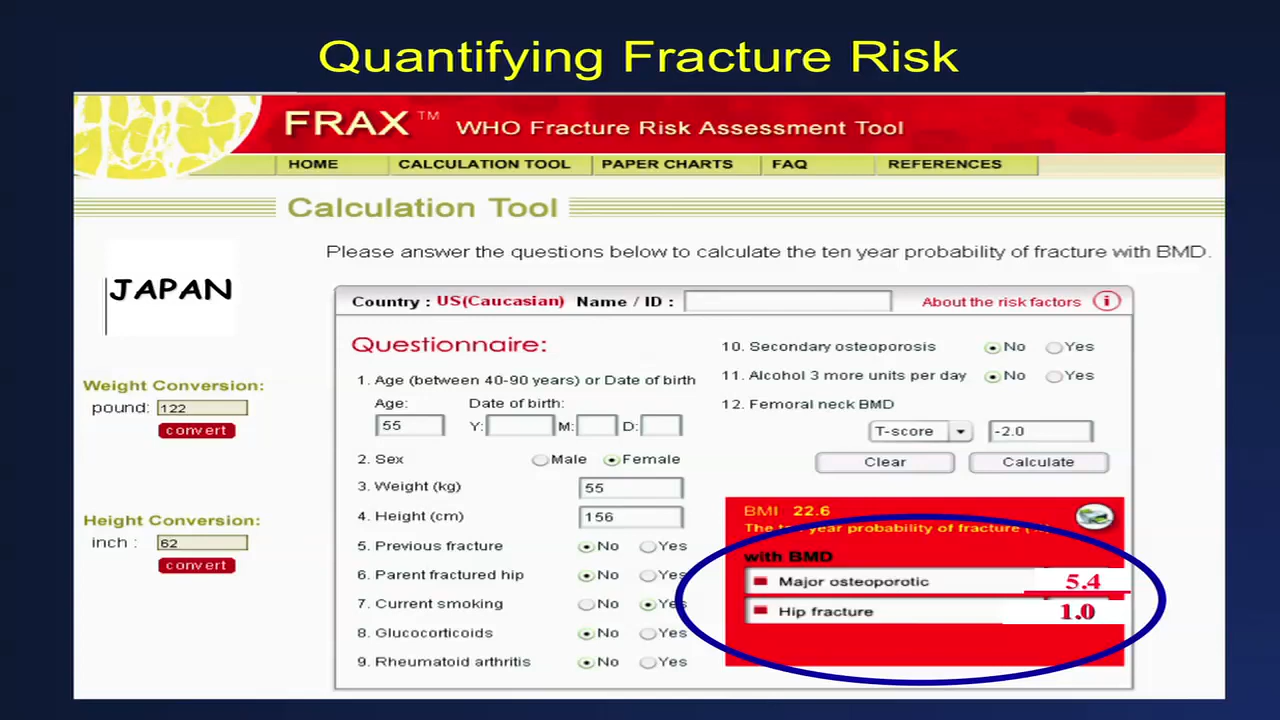 Quantifying Fracture Risk
FRAX™ WHO Fracture Risk Assessment Tool
HOME CALCULATION TOOL PAPER CHARTS FAQ REFERENCES
Calculation Tool
Please answer the questions below to calculate the ten year probability of fracture with BMD.
JAPAN
Weight Conversion:
pound: 122
convert
Height Conversion:
inch : 62
convert
Country : US(Caucasian) Name / ID : About the risk factors i
Questionnaire:
1. Age (between 40-90 years) or Date of birth
Age: Date of birth:
55 Y: M: D:
2. Sex Male Female
3. Weight (kg) 55
4. Height (cm) 156
5. Previous fracture No Yes
6. Parent fractured hip No Yes
7. Current smoking No Yes
8. Glucocorticoids No Yes
9. Rheumatoid arthritis No Yes
10. Secondary osteoporosis No Yes
11. Alcohol 3 more units per day No Yes
12. Femoral neck BMD
T-score -2.0
Clear Calculate
BMI 22.6
The ten year probability of fracture (%)
with BMD
Major osteoporotic 5.4
Hip fracture 1.0